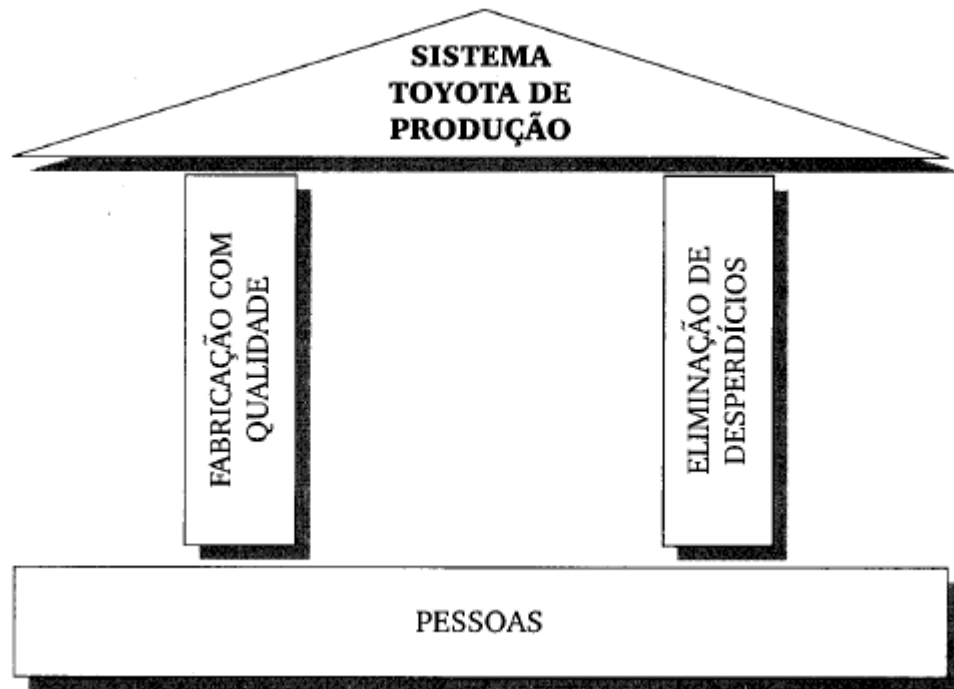 SISTEMA
TOYOTA DE
PRODUÇÃO
FABRICAÇÃO COM
QUALIDADE
ELIMINAÇÃO DE
DESPERDÍCIOS
PESSOAS